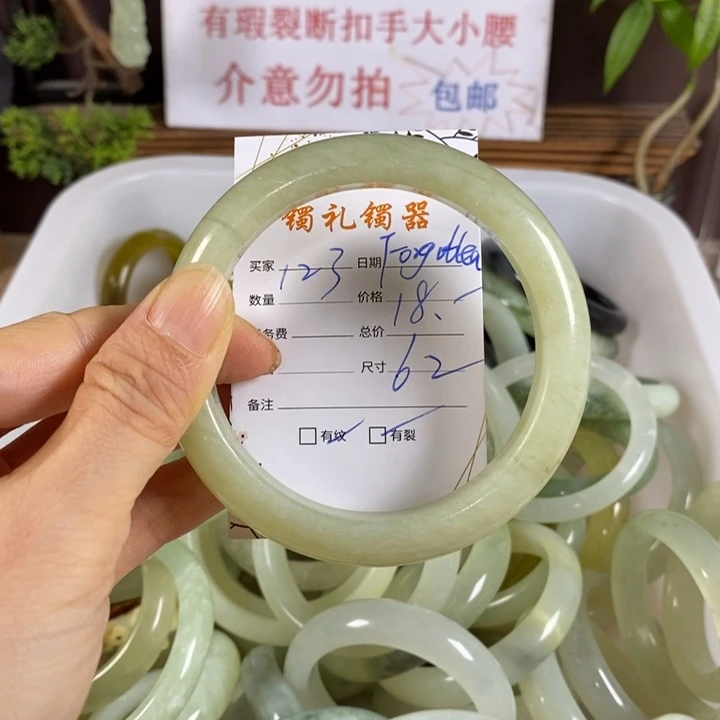 有瑕裂断扣手大小腰
介意勿拍 包邮
镯礼镯器
买家 123 日期 Forgotten
数量 价格 18.-
务费 总价
尺寸 62
备注
有纹 有裂